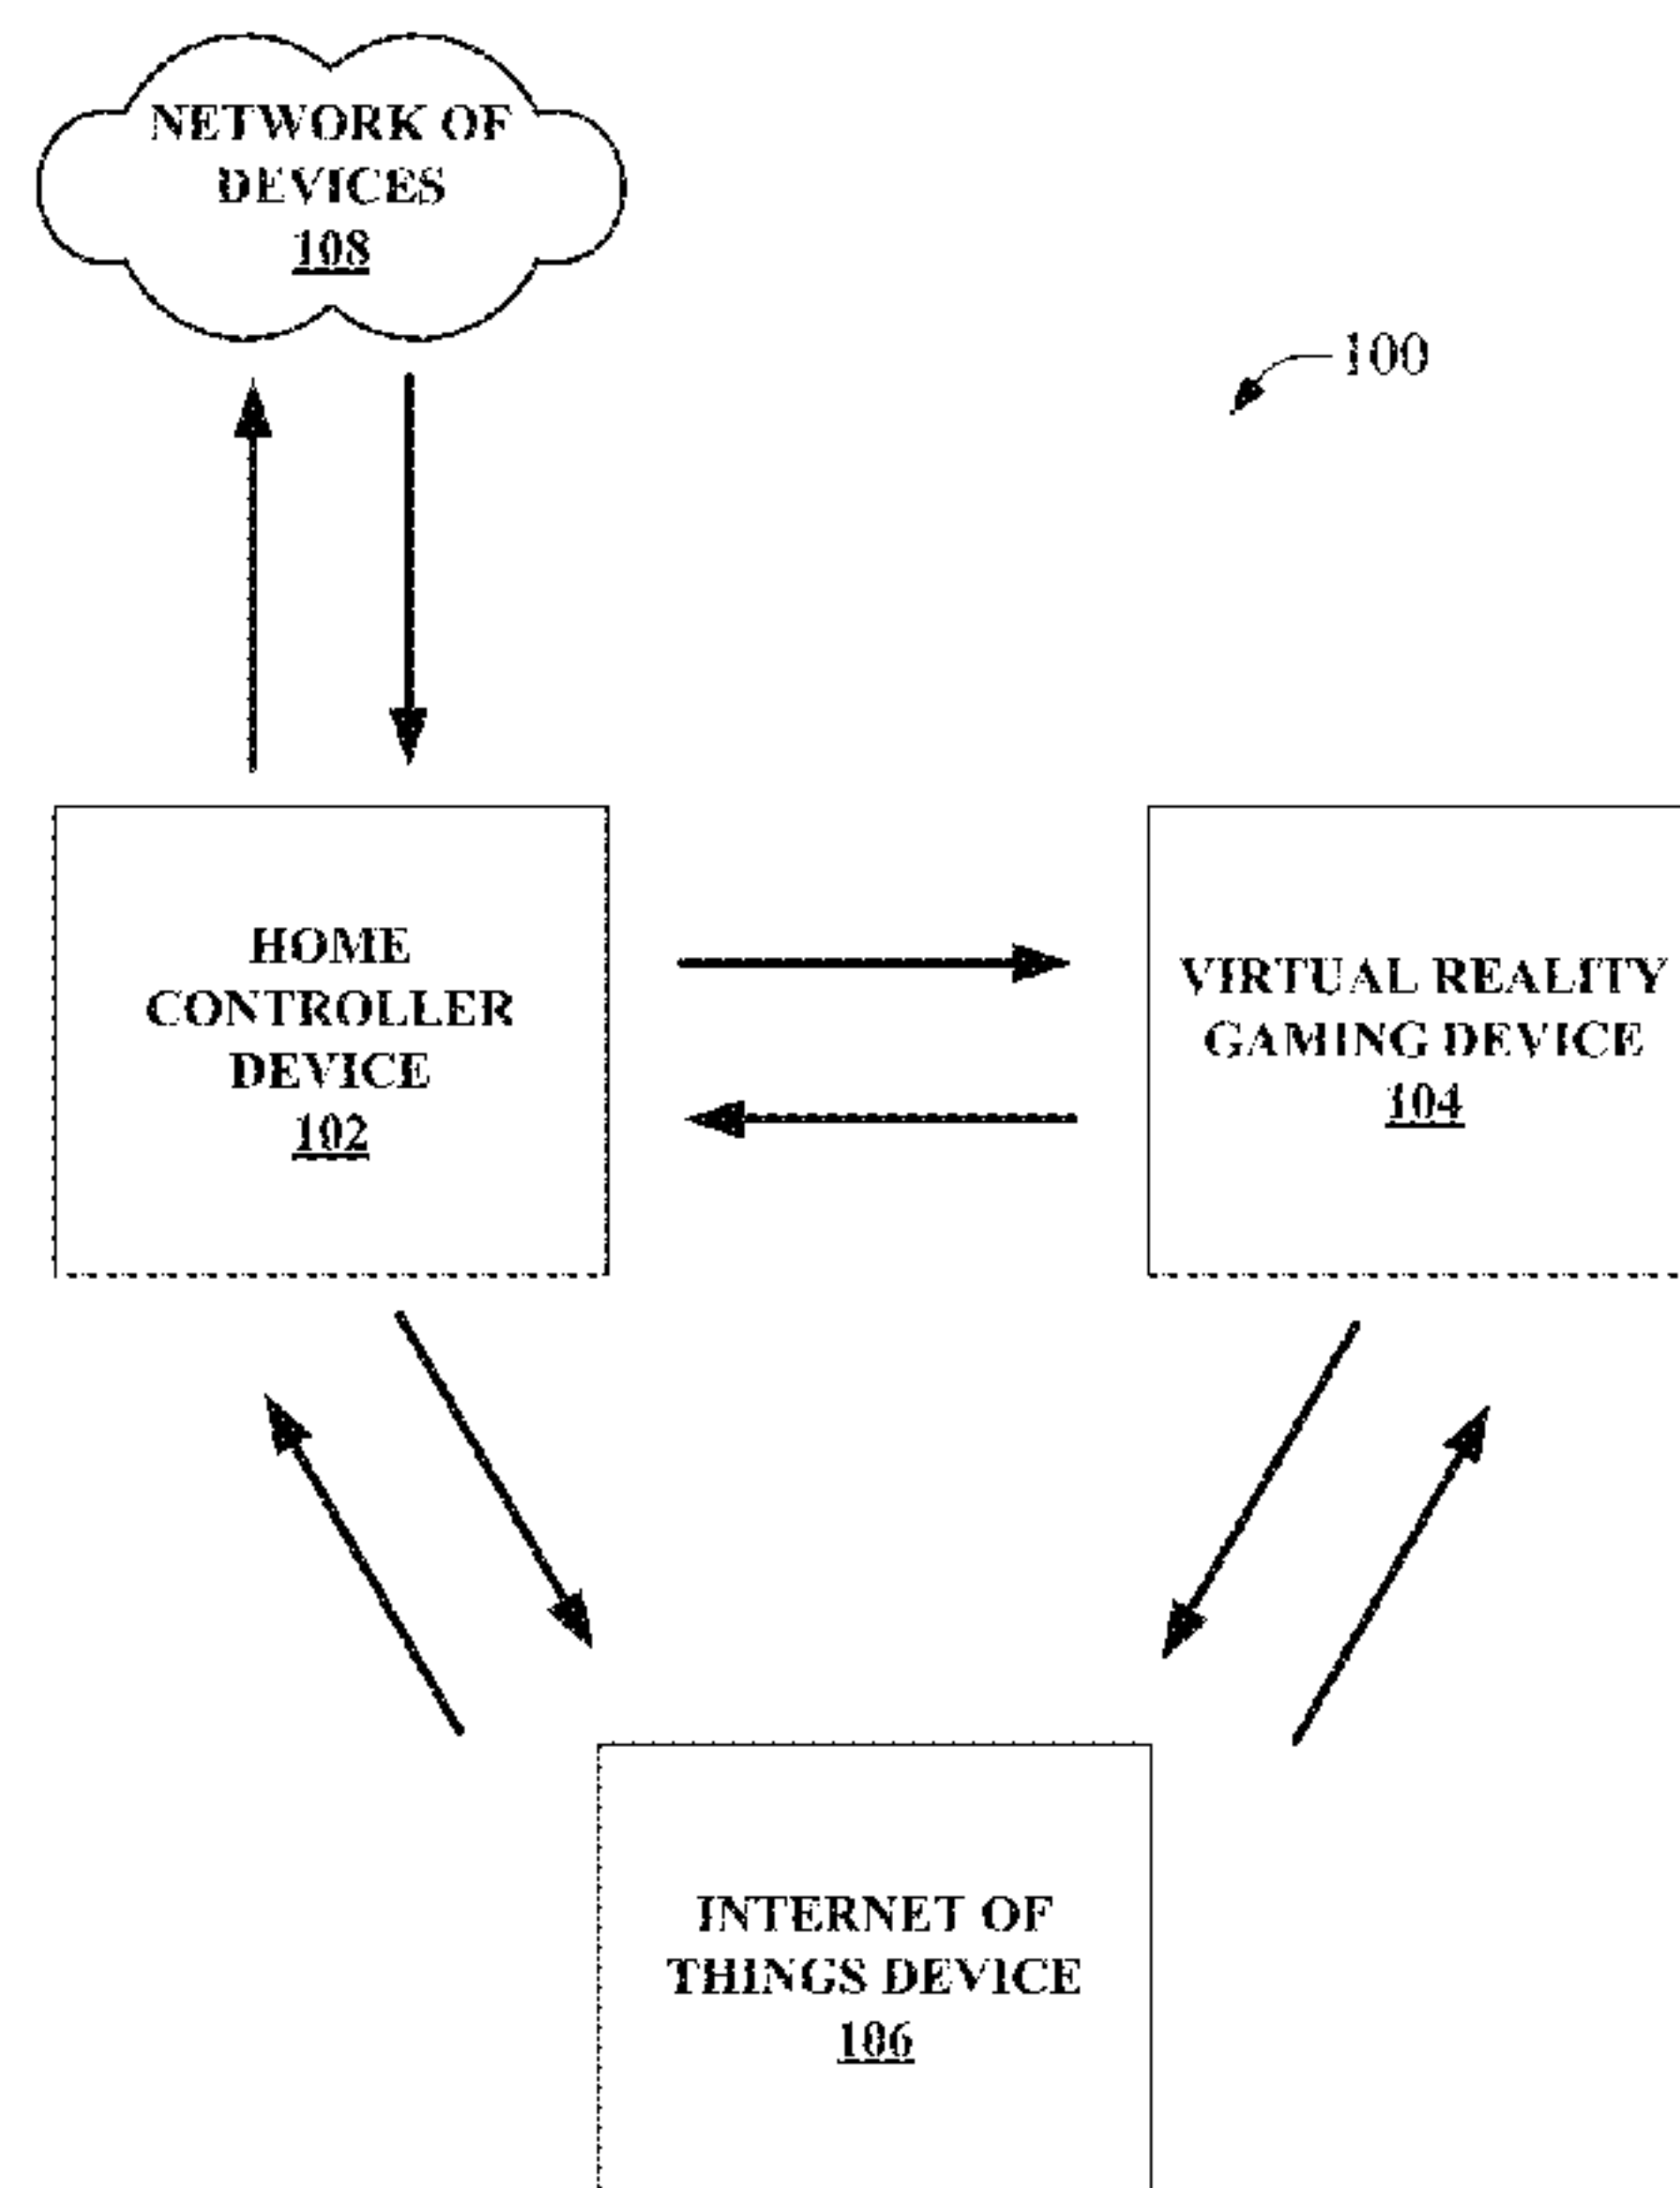 NETWORK OF
DEVICES
108
100
HOME
CONTROLLER
DEVICE
102
VIRTUAL REALITY
GAMING DEVICE
104
INTERNET OF
THINGS DEVICE
106